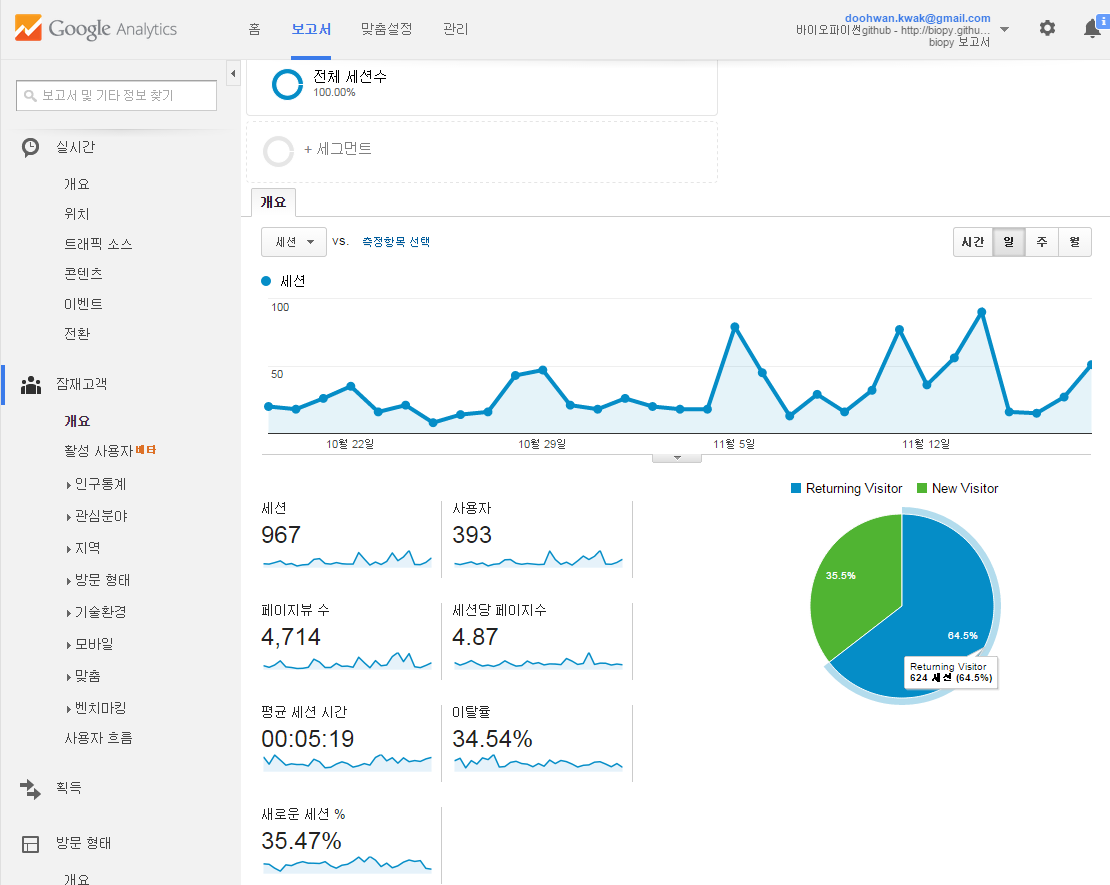 Google Analytics
홈 보고서 맞춤설정 관리
doohwan.kwak@gmail.com
바이오파이썬github - http://biopy.githu...
biopy 보고서
보고서 및 기타 정보 찾기
실시간
개요
위치
트래픽 소스
콘텐츠
이벤트
전환
잠재고객
개요
활성 사용자베타
인구통계
관심분야
지역
방문 형태
기술환경
모바일
맞춤
벤치마킹
사용자 흐름
획득
방문 형태
개요
전체 세션수
100.00%
+ 세그먼트
개요
세션 vs. 측정항목 선택
시간 일 주 월
세션
100
50
10월 22일 10월 29일 11월 5일 11월 12일
세션
967
사용자
393
페이지뷰 수
4,714
세션당 페이지수
4.87
평균 세션 시간
00:05:19
이탈율
34.54%
새로운 세션 %
35.47%
Returning Visitor New Visitor
35.5%
64.5%
Returning Visitor
624 세션 (64.5%)